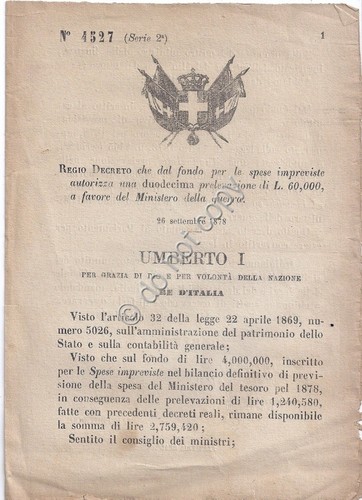 N° 4527 (Serie 2ª) 1
REGIO DECRETO che dal fondo per le spese impreviste
autorizza una duodecima prelevazione di L. 60,000,
a favore del Ministero della guerra.
26 settembre 1878
UMBERTO I
PER GRAZIA DI DIO E PER VOLONTÀ DELLA NAZIONE
RE D'ITALIA
Visto l'articolo 32 della legge 22 aprile 1869, nu-
mero 5026, sull'amministrazione del patrimonio dello
Stato e sulla contabilità generale;
Visto che sul fondo di lire 4,000,000, inscritto
per le Spese impreviste nel bilancio definitivo di previ-
sione della spesa del Ministero del tesoro pel 1878,
in conseguenza delle prelevazioni di lire 1,240,580,
fatte con precedenti decreti reali, rimane disponibile
la somma di lire 2,759,420;
Sentito il consiglio dei ministri;
do not copy